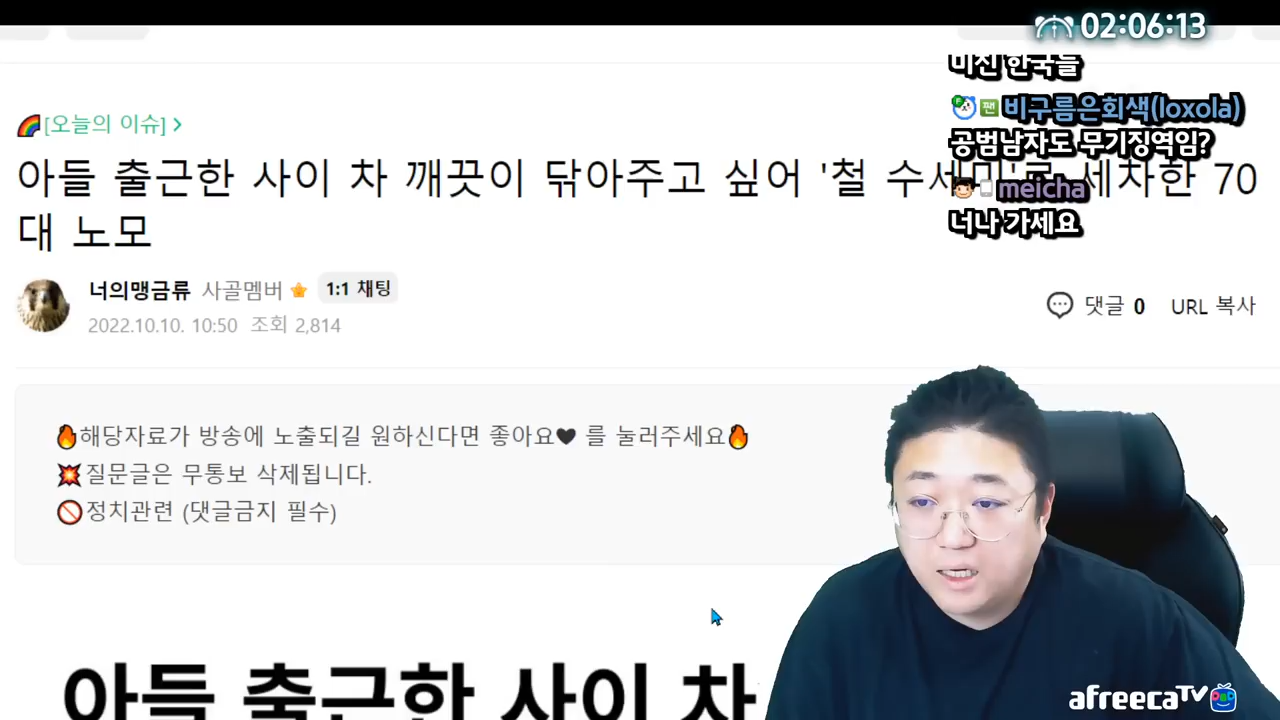 02:06:13
미친 한국들
비구름은회색(loxola)
공범남자도 무기징역임?
meicha
너나 가세요
[오늘의 이슈] >
아들 출근한 사이 차 깨끗이 닦아주고 싶어 '철 수세미'로 세차한 70
대 노모
너의맹금류 사골멤버 1:1 채팅
2022.10.10. 10:50 조회 2,814
댓글 0 URL 복사
해당자료가 방송에 노출되길 원하신다면 좋아요🖤 를 눌러주세요
질문글은 무통보 삭제됩니다.
정치관련 (댓글금지 필수)
아들 출근한 사이 차
afreecaTV